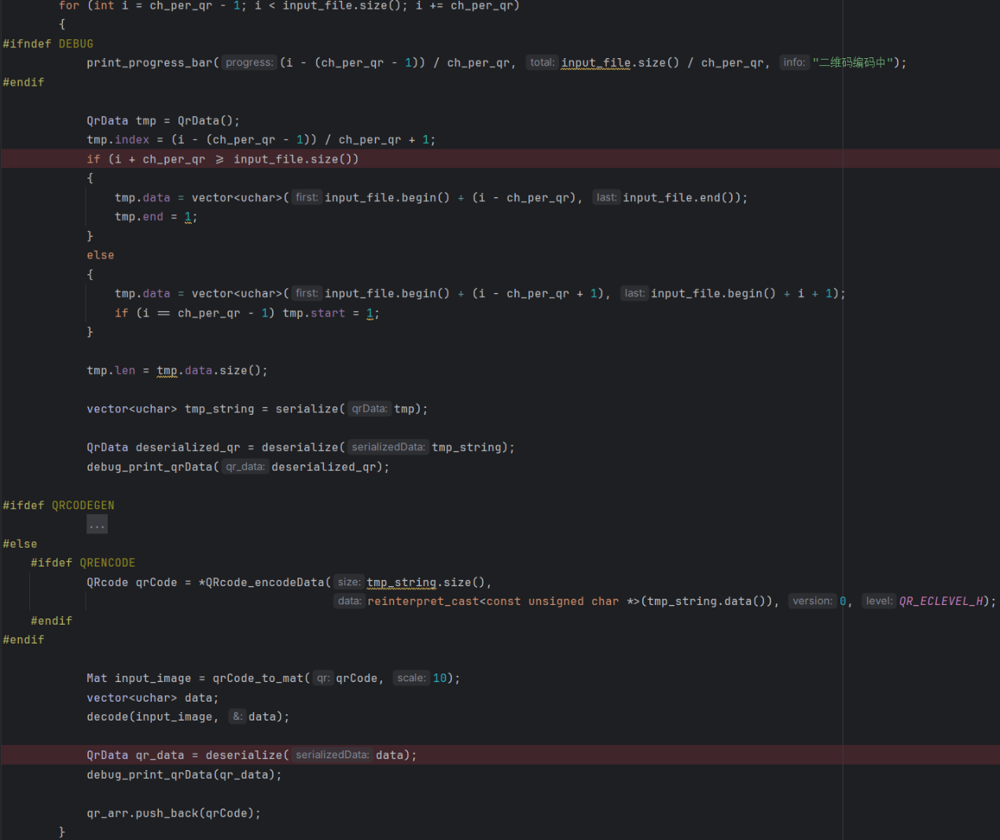 for (int i = ch_per_qr - 1; i < input_file.size(); i += ch_per_qr)
{
#ifndef DEBUG
print_progress_bar( progress: (i - (ch_per_qr - 1)) / ch_per_qr, total: input_file.size() / ch_per_qr, info: "二维码编码中");
#endif
QrData tmp = QrData();
tmp.index = (i - (ch_per_qr - 1)) / ch_per_qr + 1;
if (i + ch_per_qr ⩾ input_file.size())
{
tmp.data = vector<uchar>( first: input_file.begin() + (i - ch_per_qr), last: input_file.end());
tmp.end = 1;
}
else
{
tmp.data = vector<uchar>( first: input_file.begin() + (i - ch_per_qr + 1), last: input_file.begin() + i + 1);
if (i == ch_per_qr - 1) tmp.start = 1;
}
tmp.len = tmp.data.size();
vector<uchar> tmp_string = serialize( qrData: tmp);
QrData deserialized_qr = deserialize( serializedData: tmp_string);
debug_print_qrData( qr_data: deserialized_qr);
#ifdef QRCODEGEN
...
#else
#ifdef QRENCODE
QRcode qrCode = *QRcode_encodeData( size: tmp_string.size(),
data: reinterpret_cast<const unsigned char *>(tmp_string.data()), version: 0, level: QR_ECLEVEL_H);
#endif
#endif
Mat input_image = qrCode_to_mat( qr: qrCode, scale: 10);
vector<uchar> data;
decode(input_image, &: data);
QrData qr_data = deserialize( serializedData: data);
debug_print_qrData(qr_data);
qr_arr.push_back(qrCode);
}